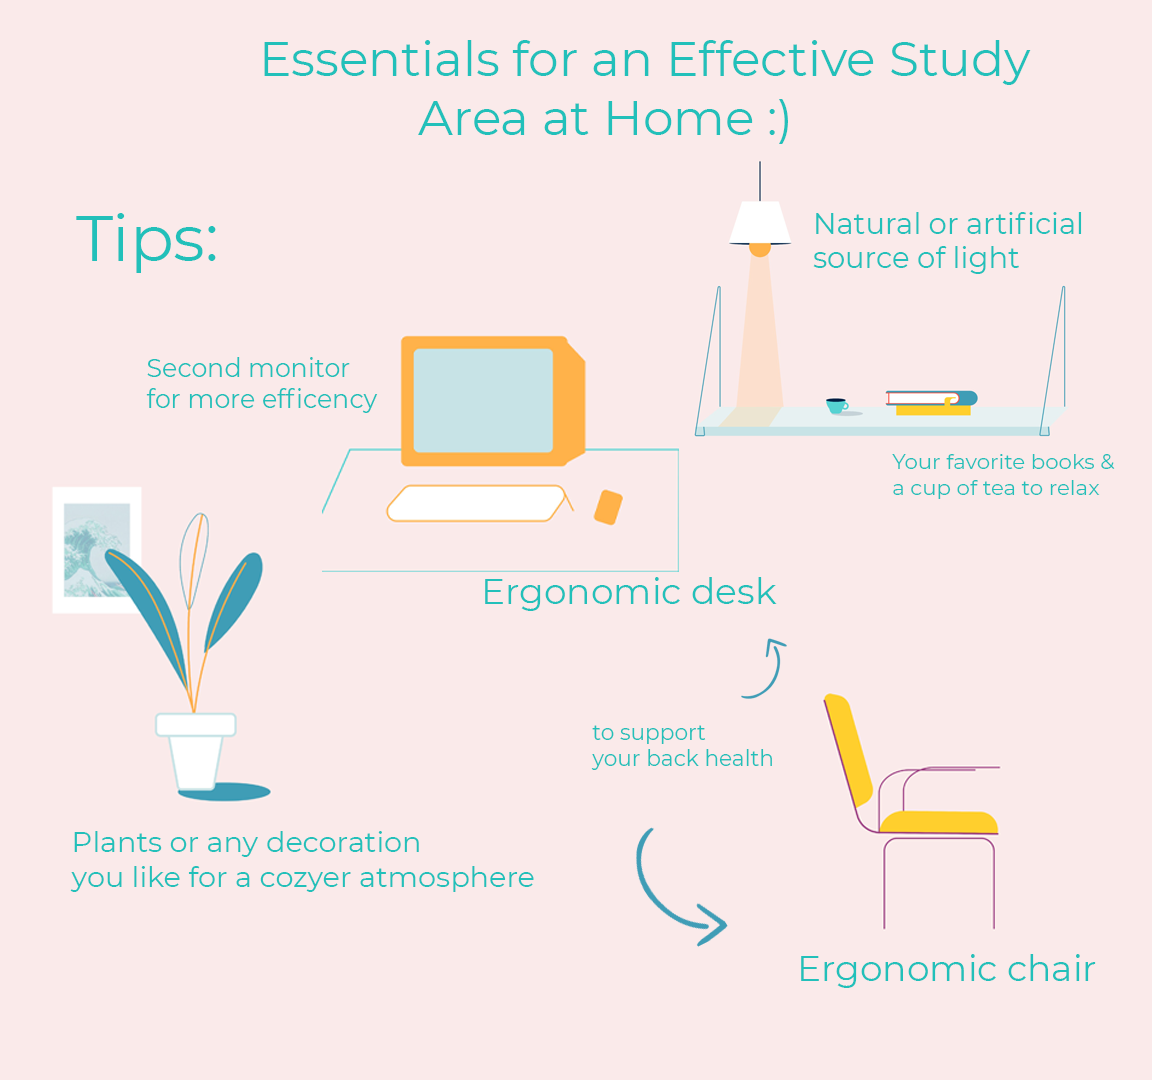 Essentials for an Effective Study
Area at Home :)
Tips:
Natural or artificial
source of light
Second monitor
for more efficency
Your favorite books &
a cup of tea to relax
Ergonomic desk
to support
your back health
Plants or any decoration
you like for a cozyer atmosphere
Ergonomic chair